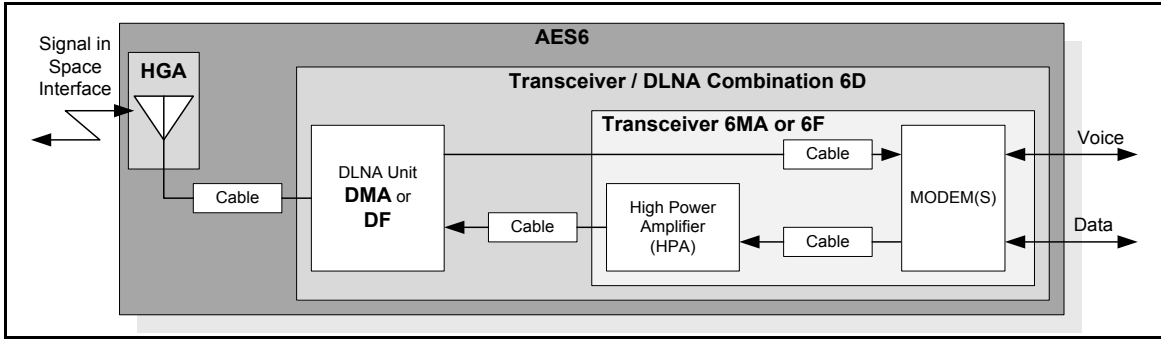 AES6
Signal in
Space
Interface
HGA
Transceiver / DLNA Combination 6D
Transceiver 6MA or 6F
Cable
Voice
DLNA Unit
DMA or
DF
MODEM(S)
Cable
High Power
Amplifier
(HPA)
Cable
Cable
Data